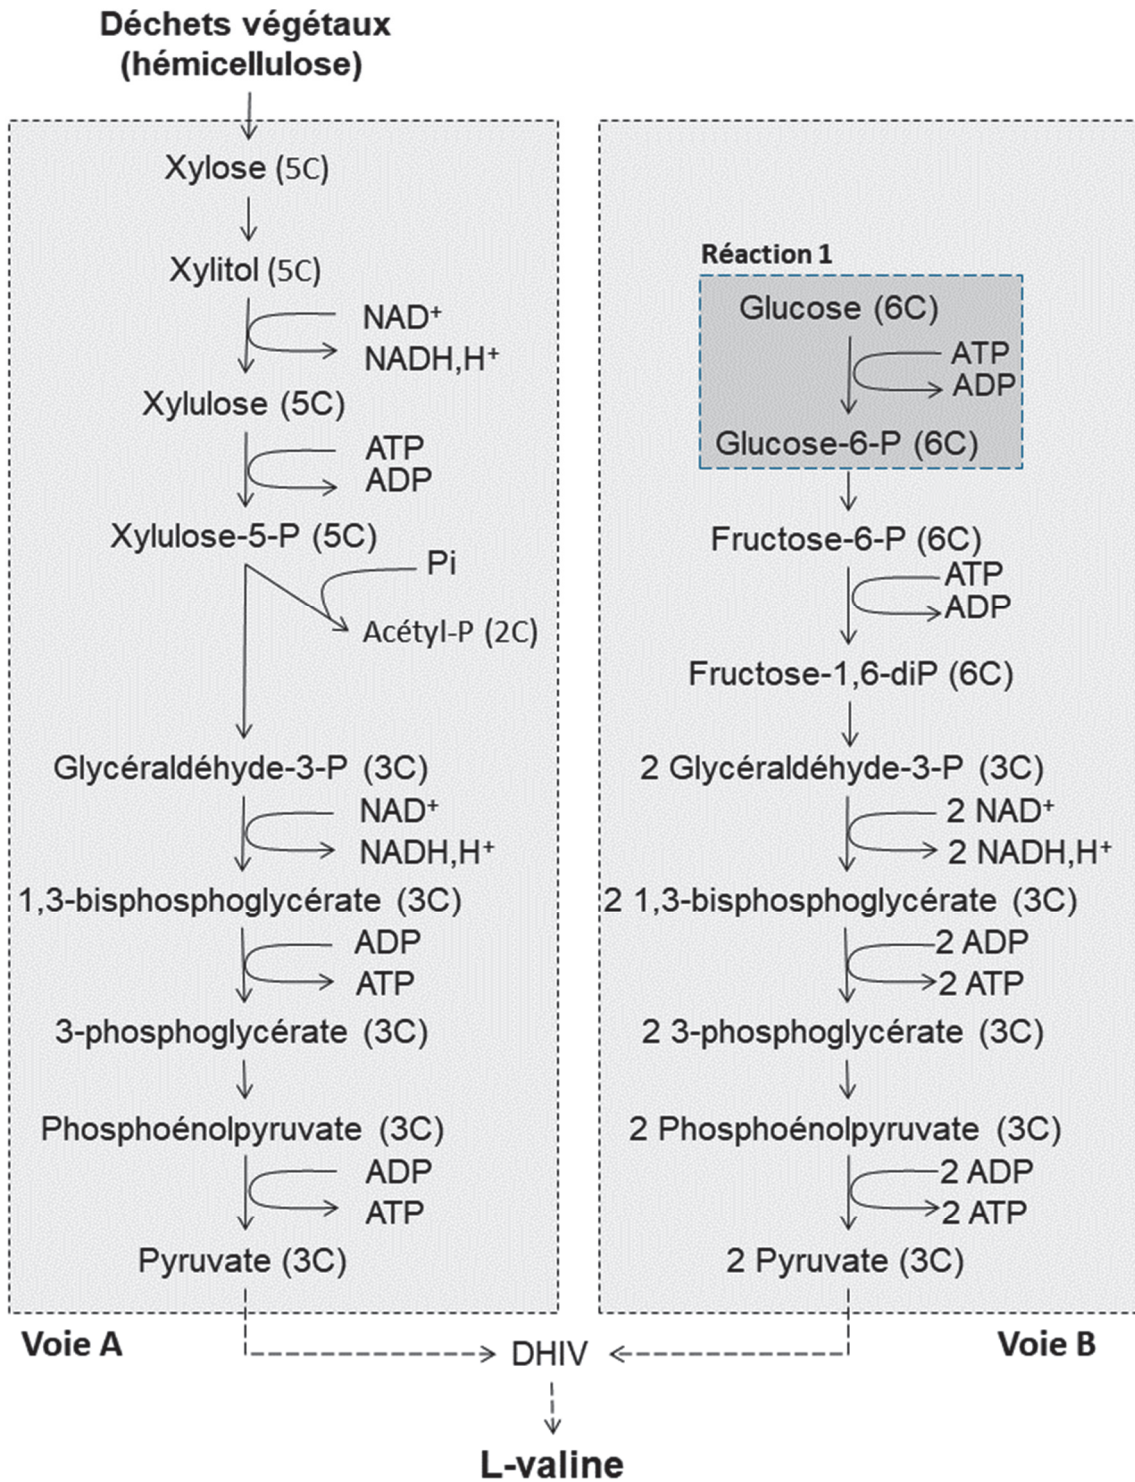 Déchets végétaux
(hémicellulose)
Xylose (5C)
Xylitol (5C)
NAD⁺
NADH,H⁺
Xylulose (5C)
ATP
ADP
Xylulose-5-P (5C)
Pi
Acétyl-P (2C)
Glycéraldéhyde-3-P (3C)
NAD⁺
NADH,H⁺
1,3-bisphosphoglycérate (3C)
ADP
ATP
3-phosphoglycérate (3C)
Phosphoénolpyruvate (3C)
ADP
ATP
Pyruvate (3C)
Voie A
Réaction 1
Glucose (6C)
ATP
ADP
Glucose-6-P (6C)
Fructose-6-P (6C)
ATP
ADP
Fructose-1,6-diP (6C)
2 Glycéraldéhyde-3-P (3C)
2 NAD⁺
2 NADH,H⁺
2 1,3-bisphosphoglycérate (3C)
2 ADP
2 ATP
2 3-phosphoglycérate (3C)
2 Phosphoénolpyruvate (3C)
2 ADP
2 ATP
2 Pyruvate (3C)
Voie B
DHIV
L-valine